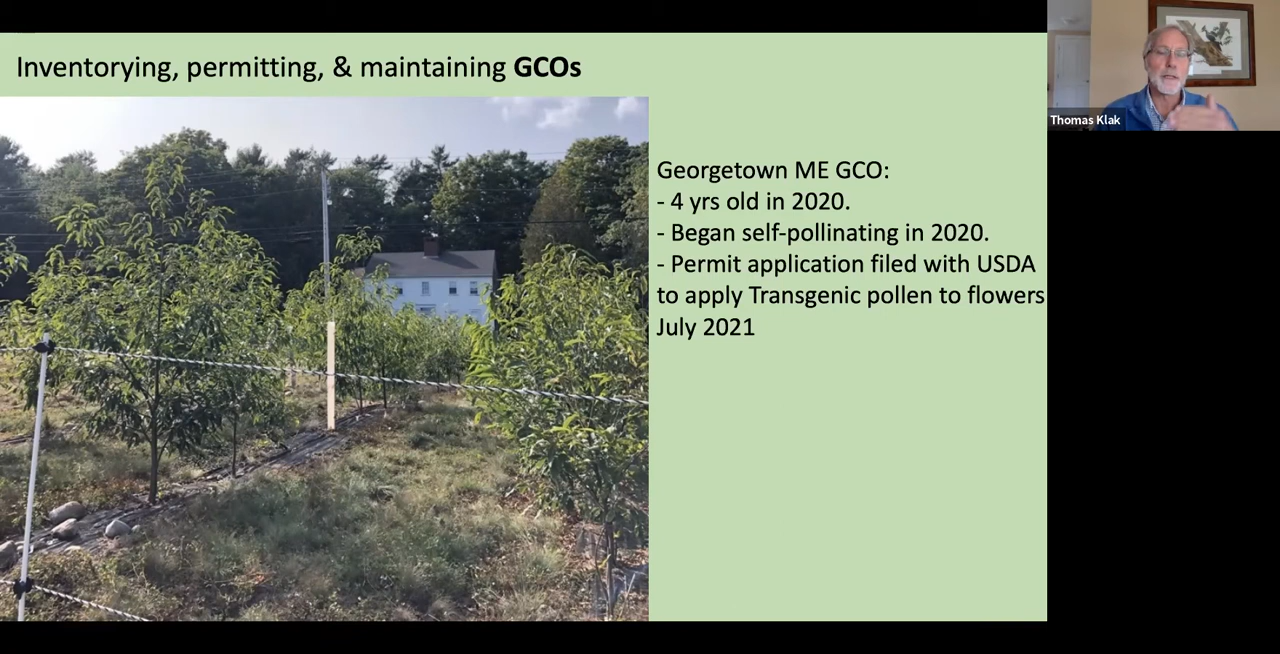 Inventorying, permitting, & maintaining GCOs
Thomas Klak
Georgetown ME GCO:
- 4 yrs old in 2020.
- Began self-pollinating in 2020.
- Permit application filed with USDA
to apply Transgenic pollen to flowers
July 2021